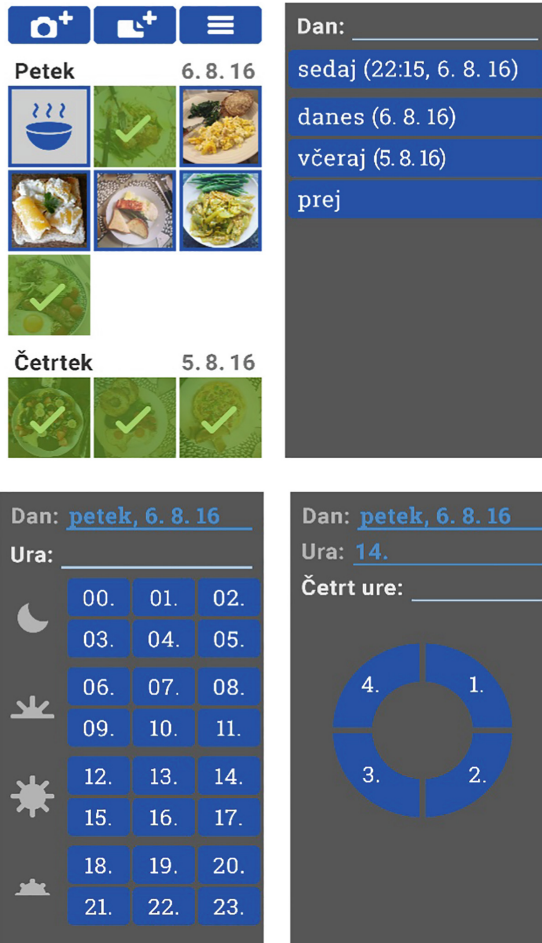 Petek 6. 8. 16
Četrtek 5. 8. 16
Dan:
sedaj (22:15, 6. 8. 16)
danes (6. 8. 16)
včeraj (5. 8. 16)
prej
Dan: petek, 6. 8. 16
Ura:
00. 01. 02.
03. 04. 05.
06. 07. 08.
09. 10. 11.
12. 13. 14.
15. 16. 17.
18. 19. 20.
21. 22. 23.
Dan: petek, 6. 8. 16
Ura: 14.
Četrt ure:
4. 1.
3. 2.